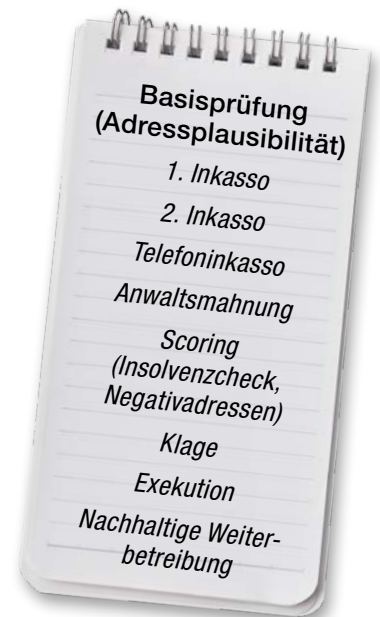 Basisprüfung
(Adressplausibilität)
1. Inkasso
2. Inkasso
Telefoninkasso
Anwaltsmahnung
Scoring
(Insolvenzcheck,
Negativadressen)
Klage
Exekution
Nachhaltige Weiter-
betreibung